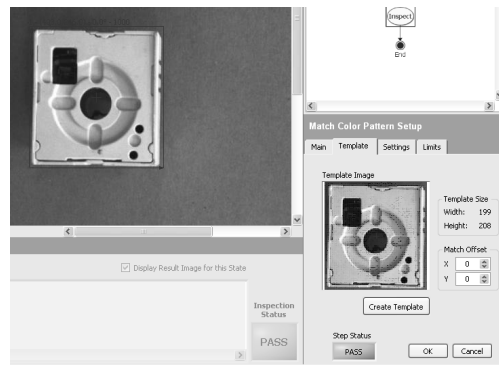 Inspect
End
Match Color Pattern Setup
Main Template Settings Limits
Template Image
Template Size
Width: 199
Height: 208
Match Offset
X 0
Y 0
Create Template
Display Result Image for this State
Inspection
Status
PASS
Step Status
PASS
OK Cancel